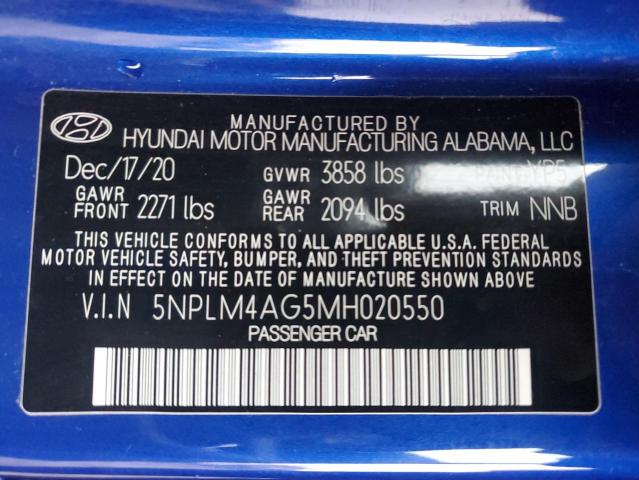 MANUFACTURED BY
HYUNDAI MOTOR MANUFACTURING ALABAMA, LLC
Dec/17/20 GVWR 3858 lbs PAINT YP5
GAWR FRONT 2271 lbs GAWR REAR 2094 lbs TRIM NNB
THIS VEHICLE CONFORMS TO ALL APPLICABLE U.S.A. FEDERAL
MOTOR VEHICLE SAFETY, BUMPER, AND THEFT PREVENTION STANDARDS
IN EFFECT ON THE DATE OF MANUFACTURE SHOWN ABOVE.
V.I.N 5NPLM4AG5MH020550
PASSENGER CAR